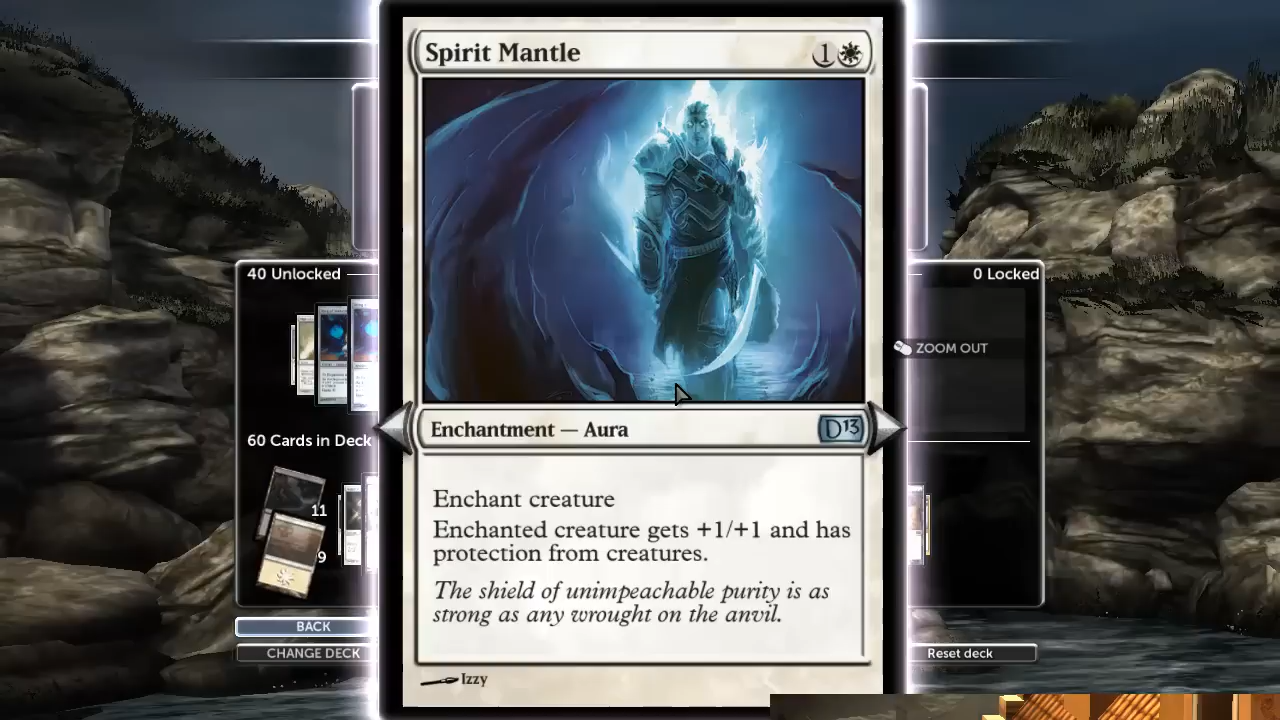 Spirit Mantle 1
40 Unlocked
0 Locked
ZOOM OUT
Enchantment — Aura D13
60 Cards in Deck
Enchant creature
11
Enchanted creature gets +1/+1 and has
protection from creatures.
9
The shield of unimpeachable purity is as
strong as any wrought on the anvil.
BACK
CHANGE DECK
Reset deck
Izzy